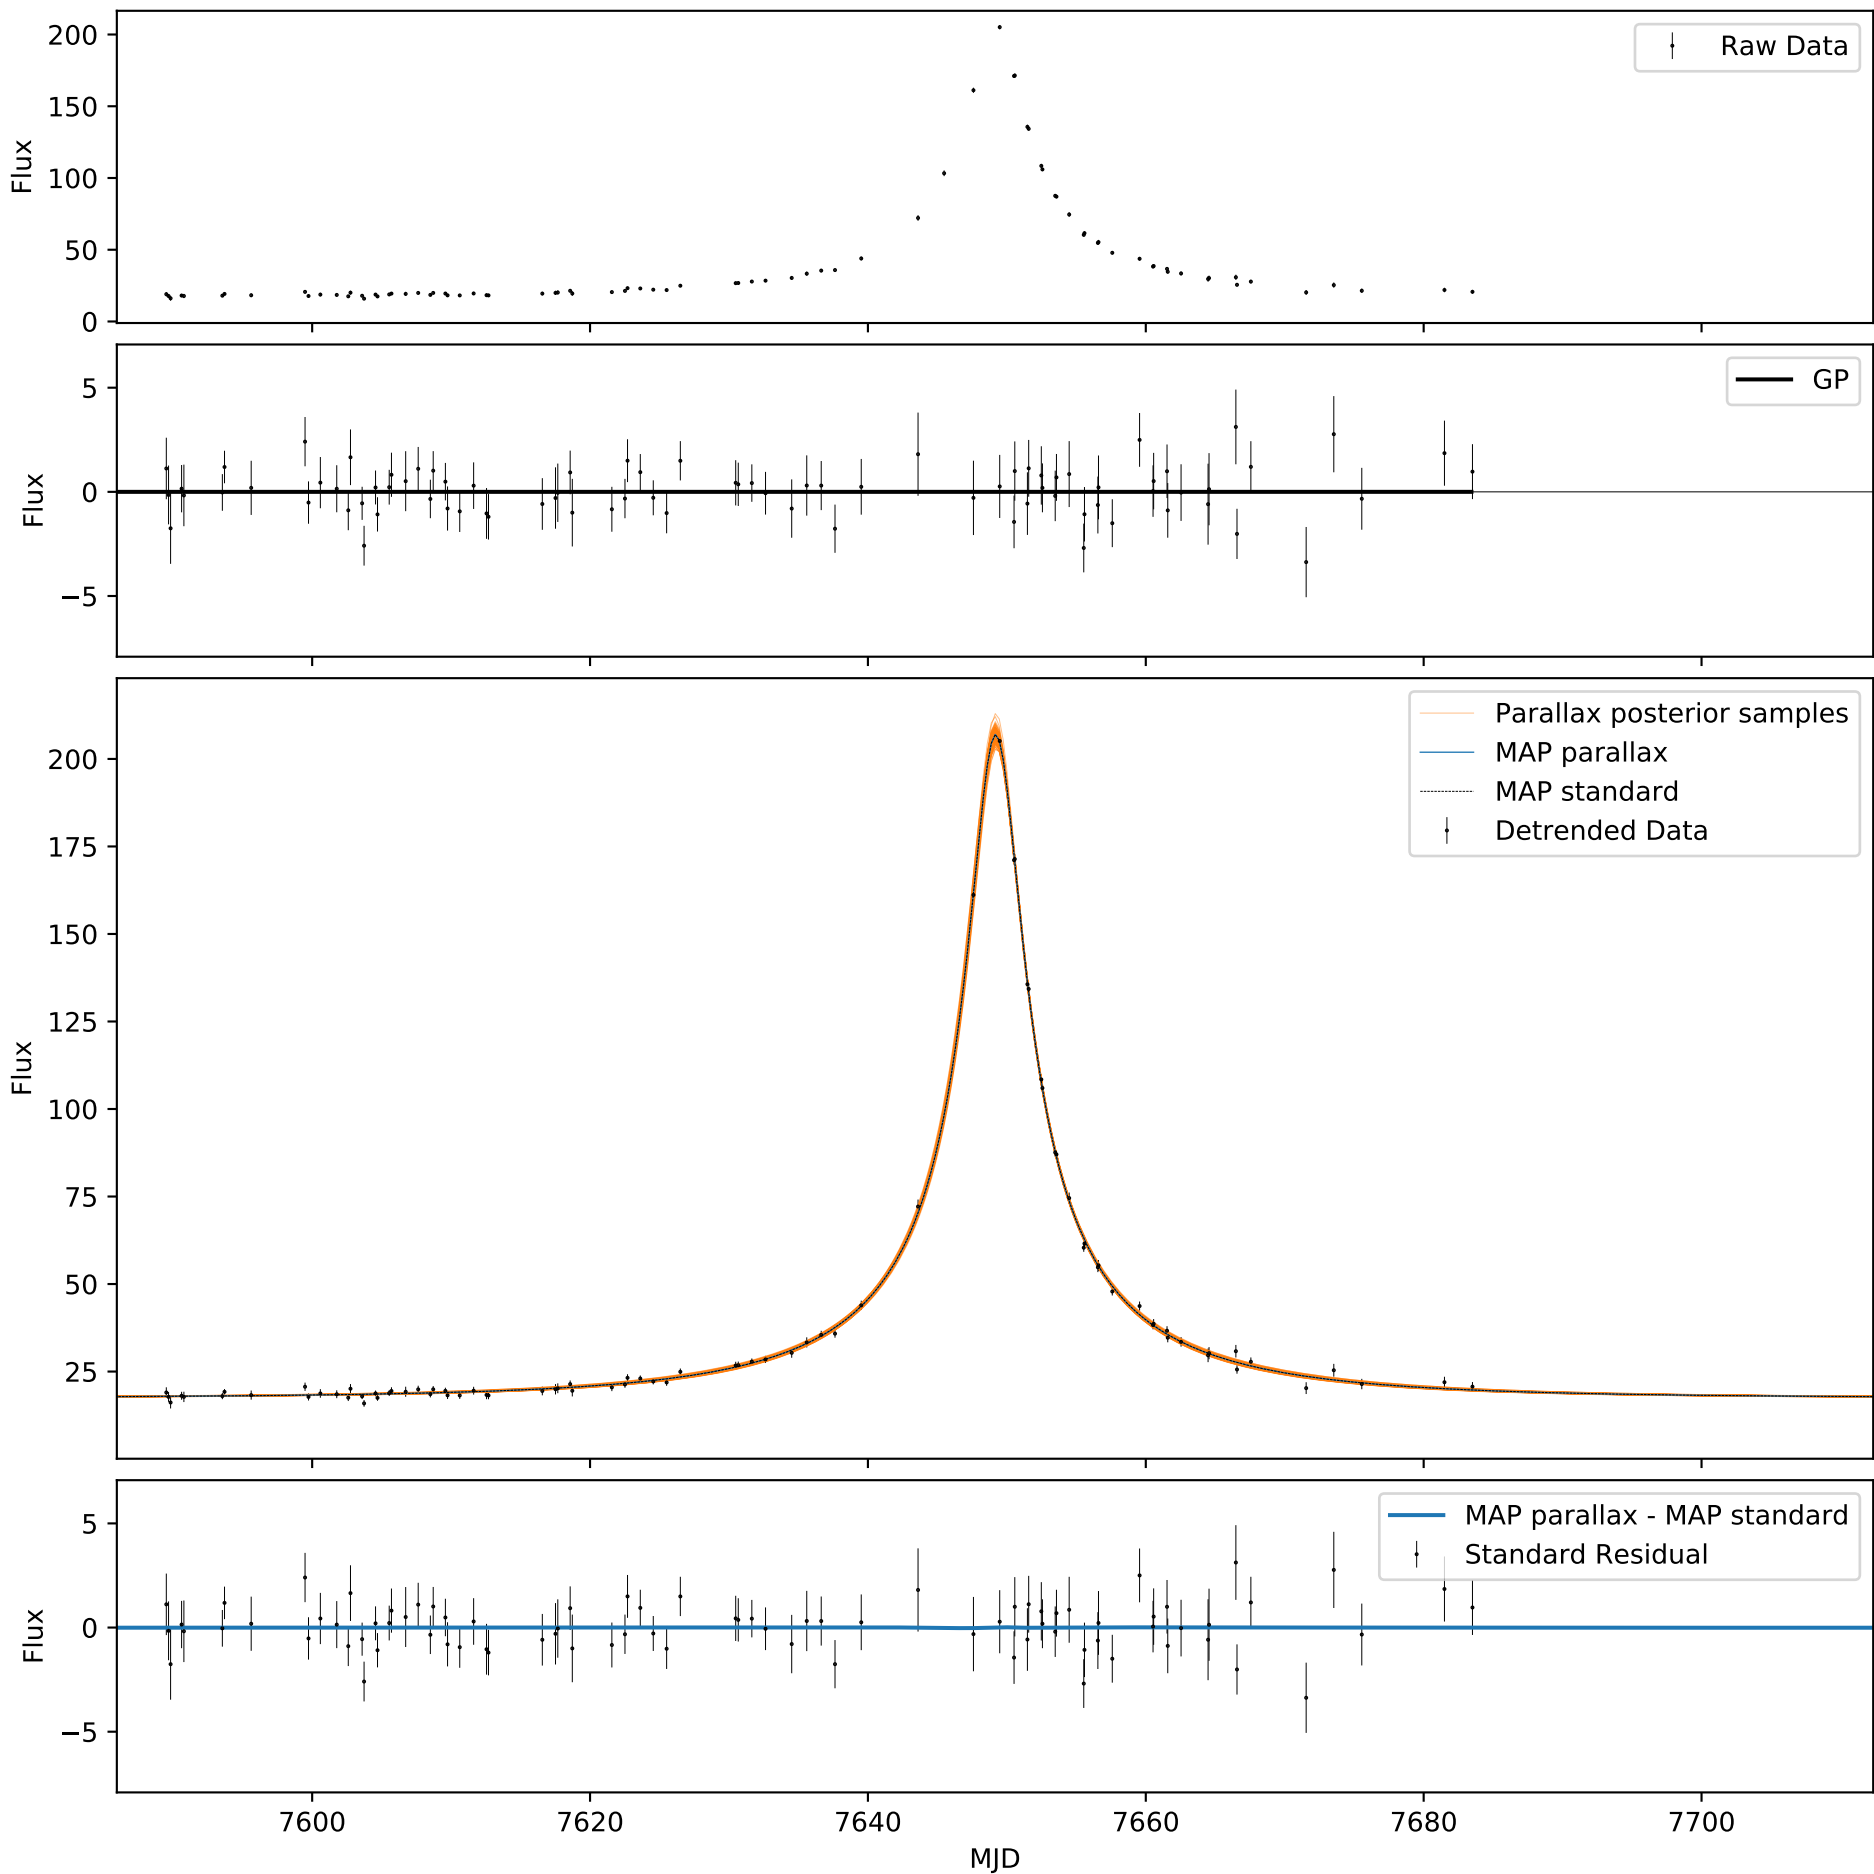 200
150
100
50
0
Flux
Raw Data
5
0
−5
Flux
GP
200
175
150
125
100
75
50
25
Flux
Parallax posterior samples
MAP parallax
MAP standard
Detrended Data
5
0
−5
Flux
MAP parallax - MAP standard
Standard Residual
7600 7620 7640 7660 7680 7700
MJD